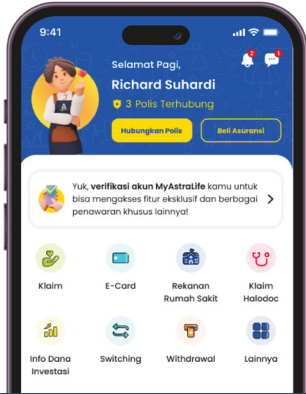 9:41
Selamat Pagi,
Richard Suhardi
3 Polis Terhubung
Hubungkan Polis
Beli Asuransi
Yuk, verifikasi akun MyAstraLife kamu untuk
bisa mengakses fitur eksklusif dan berbagai
penawaran khusus lainnya!
Klaim
E-Card
Rekanan
Rumah Sakit
Klaim
Halodoc
Info Dana
Investasi
Switching
Withdrawal
Lainnya